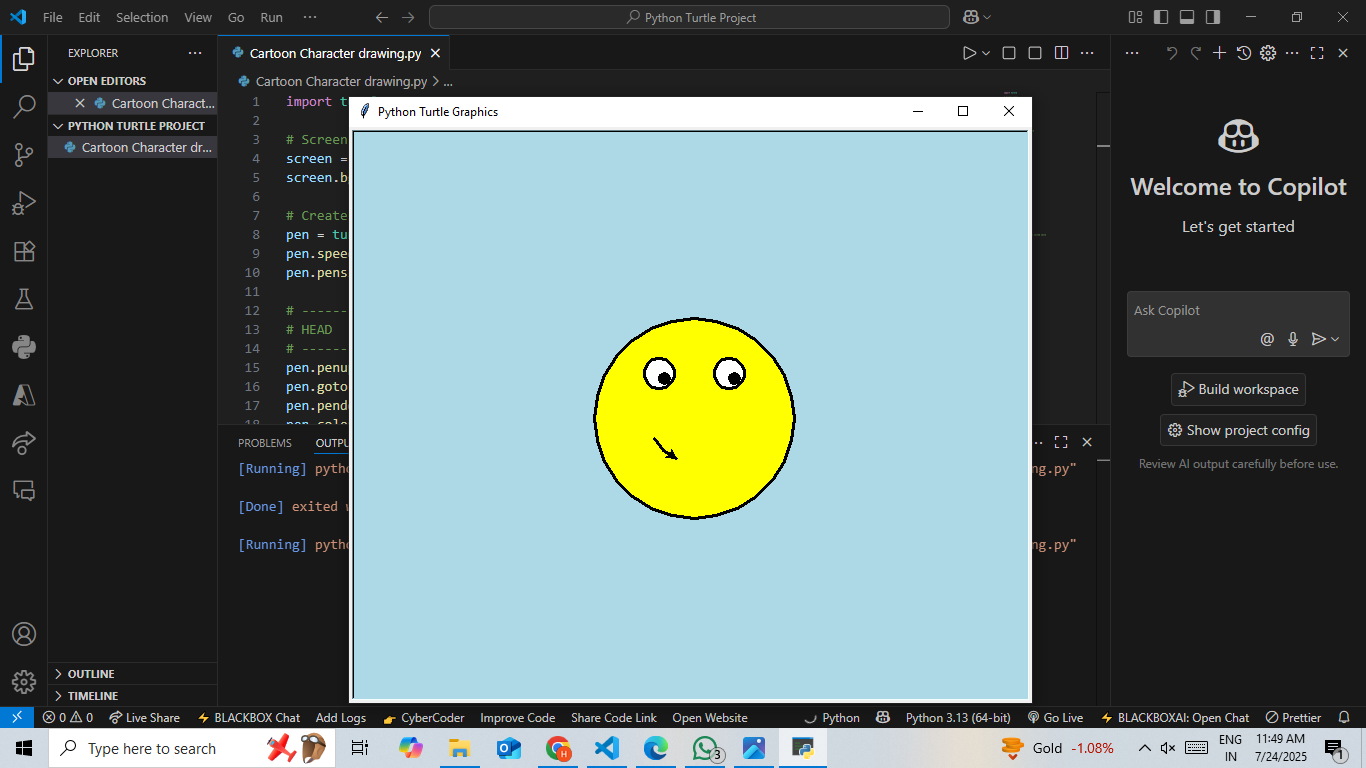 File Edit Selection View Go Run ···
Python Turtle Project
EXPLORER
OPEN EDITORS
Cartoon Charact...
PYTHON TURTLE PROJECT
Cartoon Character dr...
OUTLINE
TIMELINE
Cartoon Character drawing.py
Cartoon Character drawing.py > ...
1 import t
2
3 # Screen
4 screen =
5 screen.b
6
7 # Create
8 pen = tu
9 pen.spee
10 pen.pens
11
12 # ------
13 # HEAD
14 # ------
15 pen.penu
16 pen.goto
17 pen.pend
18 pen.colo
Python Turtle Graphics
PROBLEMS OUTPU
[Running] pytho ng.py"
[Done] exited w
[Running] pytho ng.py"
Welcome to Copilot
Let's get started
Ask Copilot
Build workspace
Show project config
Review AI output carefully before use.
0 0 Live Share BLACKBOX Chat Add Logs CyberCoder Improve Code Share Code Link Open Website Python Python 3.13 (64-bit) Go Live BLACKBOXAI: Open Chat Prettier
Type here to search
3
Gold -1.08%
ENG
IN
11:49 AM
7/24/2025
1